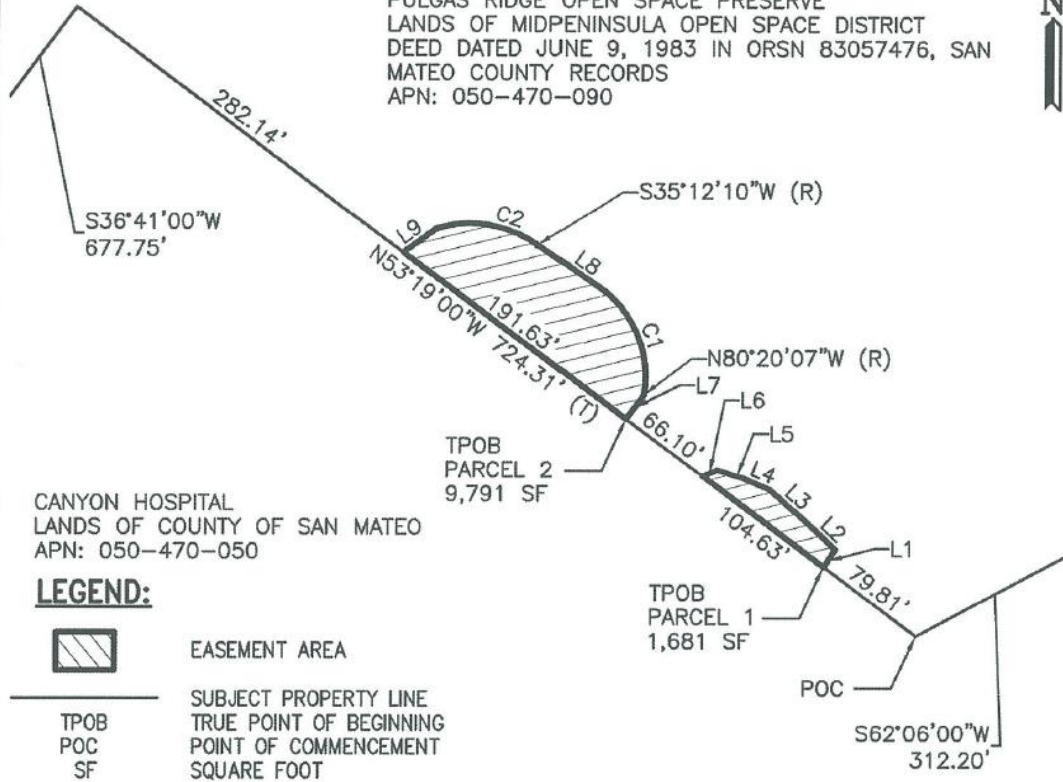 PULGAS RIDGE OPEN SPACE PRESERVE
LANDS OF MIDPENINSULA OPEN SPACE DISTRICT
DEED DATED JUNE 9, 1983 IN ORSN 83057476, SAN
MATEO COUNTY RECORDS
APN: 050-470-090
N
282.14'
S36°41'00"W
677.75'
S35°12'10"W (R)
C2
L9
L8
N53°19'00"W 724.31' (T)
191.63'
C1
N80°20'07"W (R)
L7
L6
66.10'
L5
TPOB
PARCEL 2
9,791 SF
L4
L3
L2
104.63'
L1
79.81'
CANYON HOSPITAL
LANDS OF COUNTY OF SAN MATEO
APN: 050-470-050
TPOB
PARCEL 1
1,681 SF
POC
S62°06'00"W
312.20'
LEGEND:
EASEMENT AREA
SUBJECT PROPERTY LINE
TPOB TRUE POINT OF BEGINNING
POC POINT OF COMMENCEMENT
SF SQUARE FOOT